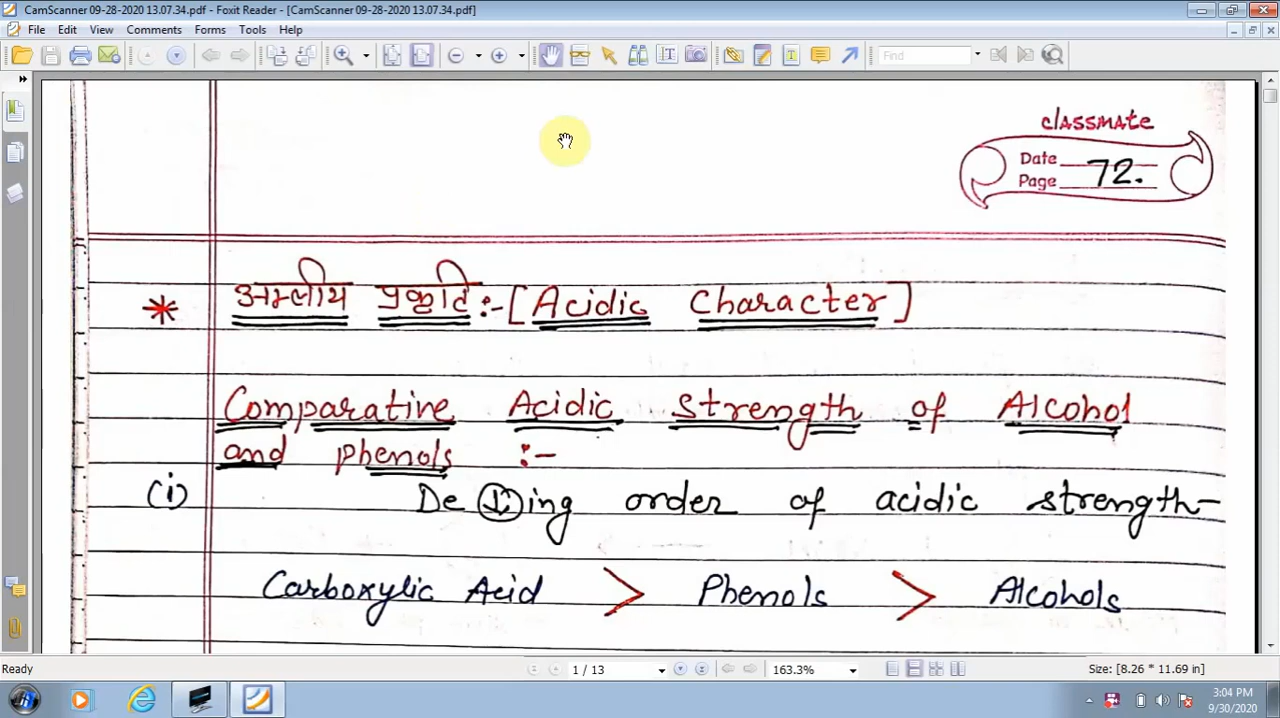 CamScanner 09-28-2020 13.07.34.pdf - Foxit Reader - [CamScanner 09-28-2020 13.07.34.pdf]
File Edit View Comments Forms Tools Help
Find
classmate
Date
Page 72.
* अम्लीय प्रकृति :- [Acidic Character]
Comparative Acidic strength of Alcohol
and phenols :-
(i) De(↓)ing order of acidic strength-
Carboxylic Acid > Phenols > Alcohols
Ready 1 / 13 163.3% Size: [8.26 * 11.69 in]
3:04 PM
9/30/2020